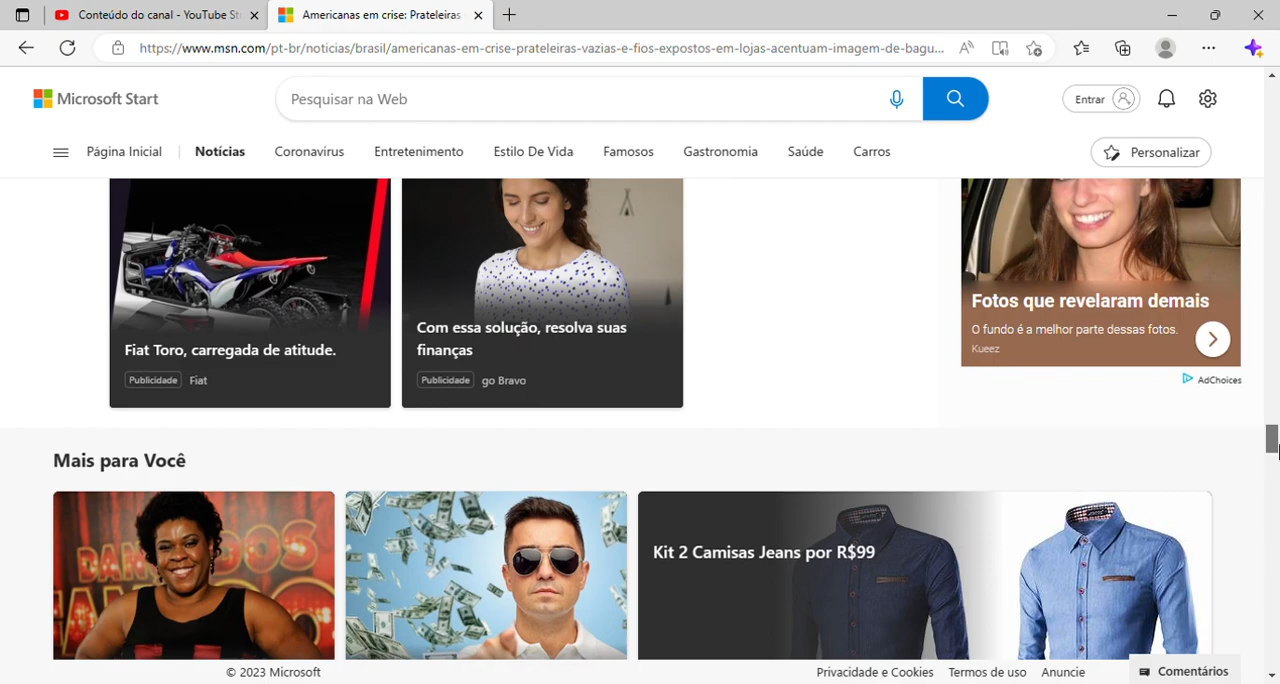 Conteúdo do canal - YouTube St
Americanas em crise: Prateleiras
https://www.msn.com/pt-br/noticias/brasil/americanas-em-crise-prateleiras-vazias-e-fios-expostos-em-lojas-acentuam-imagem-de-bagu...
Microsoft Start
Pesquisar na Web
Entrar
Página Inicial
Notícias
Coronavirus
Entretenimento
Estilo De Vida
Famosos
Gastronomia
Saúde
Carros
Personalizar
Fiat Toro, carregada de atitude.
Publicidade Fiat
Com essa solução, resolva suas
finanças
Publicidade go Bravo
Fotos que revelaram demais
O fundo é a melhor parte dessas fotos.
Kueez
AdChoices
Mais para Você
Kit 2 Camisas Jeans por R$99
© 2023 Microsoft
Privacidade e Cookies
Termos de uso
Anuncie
Comentários